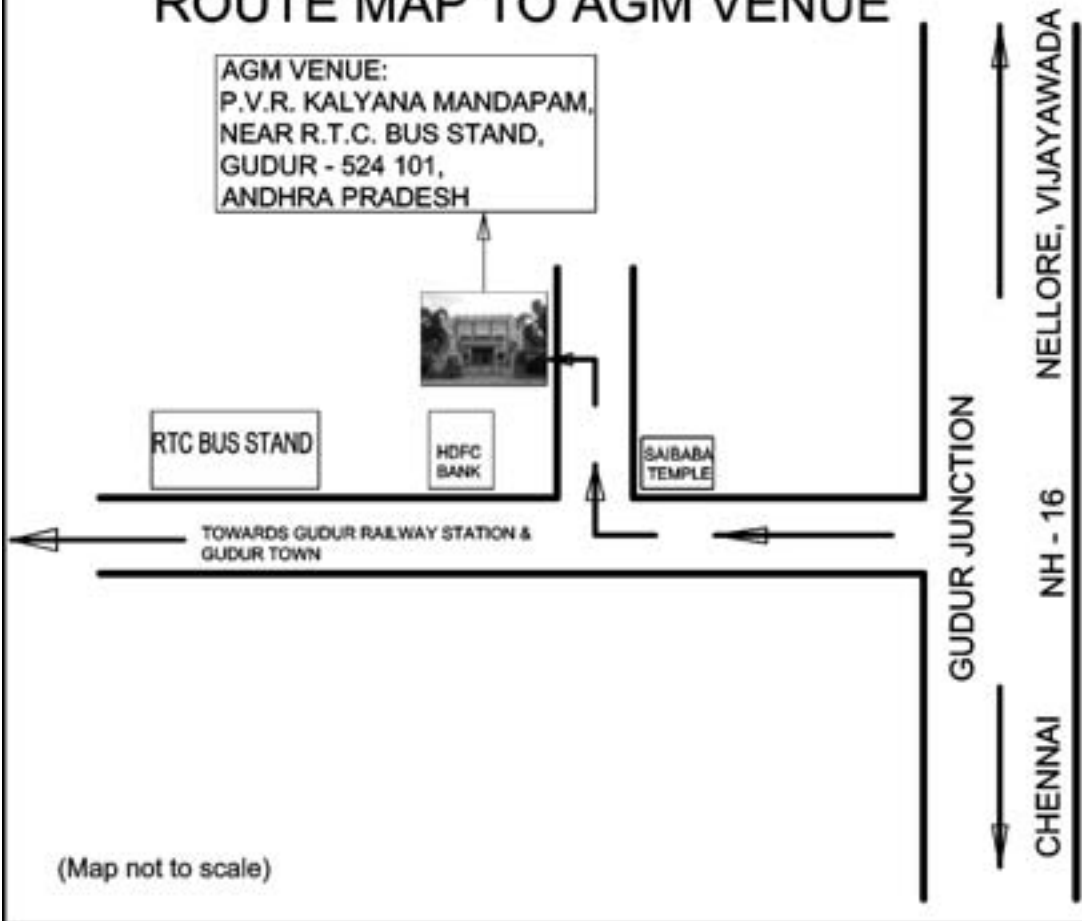 ROUTE MAP TO AGM VENUE
AGM VENUE:
P.V.R. KALYANA MANDAPAM,
NEAR R.T.C. BUS STAND,
GUDUR - 524 101,
ANDHRA PRADESH
NELLORE, VIJAYAWADA
RTC BUS STAND
HDFC
BANK
SAIBABA
TEMPLE
TOWARDS GUDUR RAILWAY STATION &
GUDUR TOWN
GUDUR JUNCTION
NH - 16
CHENNAI
(Map not to scale)